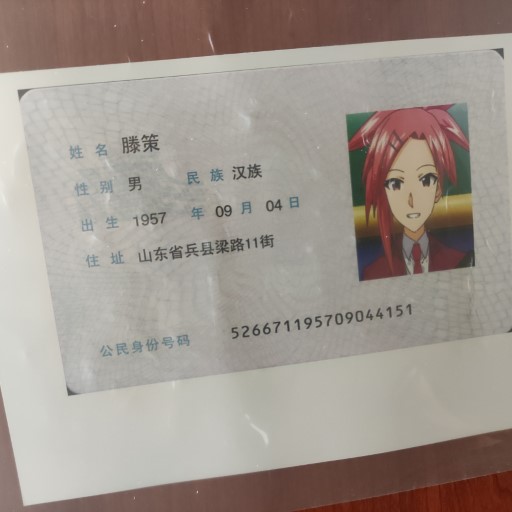 姓名 滕策
性别 男 民族 汉族
出生 1957 年 09 月 04 日
住址 山东省兵县梁路11街
公民身份号码 526671195709044151